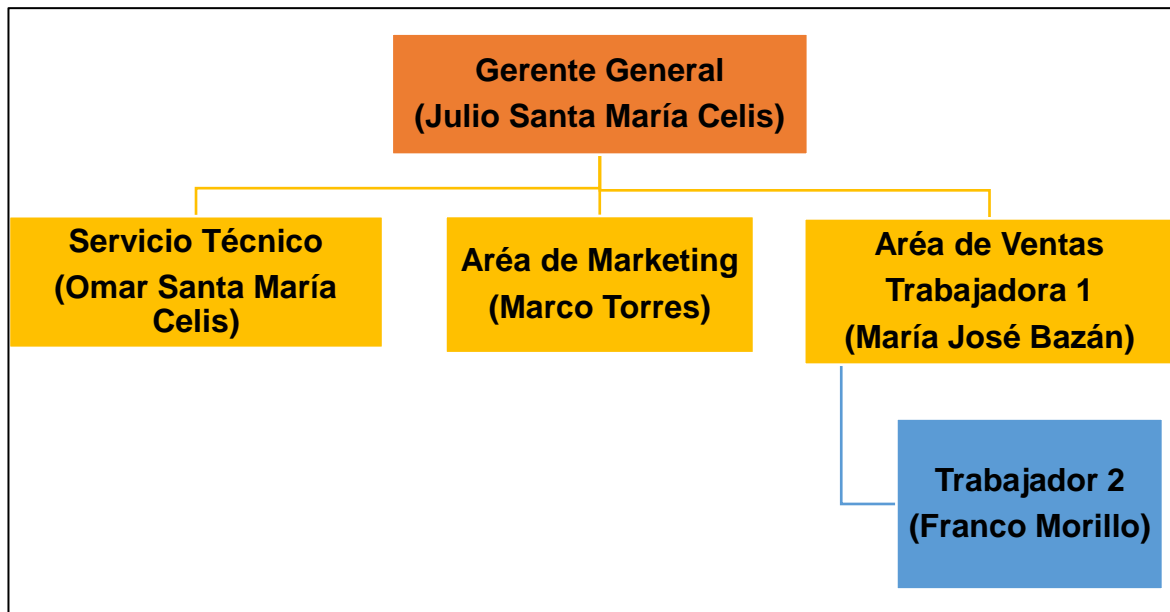 Gerente General
(Julio Santa María Celis)
Servicio Técnico
(Omar Santa María
Celis)
Aréa de Marketing
(Marco Torres)
Aréa de Ventas
Trabajadora 1
(María José Bazán)
Trabajador 2
(Franco Morillo)